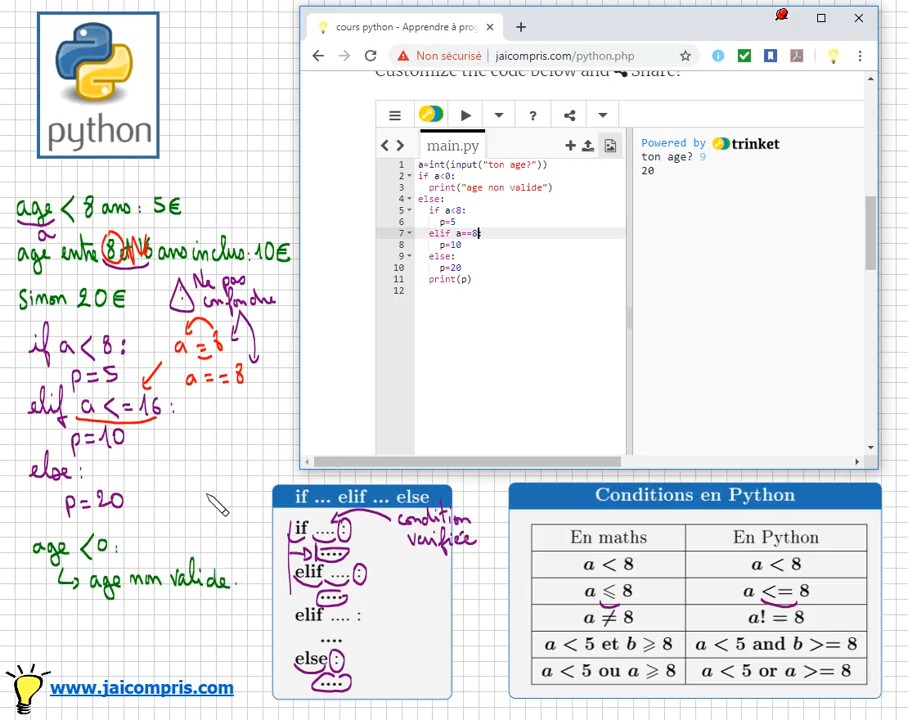 python
age < 8 ans : 5€
a
age entre 8 ans inclus : 10€
Sinon 20€
Ne pas
confondre
if a < 8 :
a = 8
p = 5
a == 8
elif a <= 16 :
p = 10
else :
p = 20
age < 0 :
↳ age non valide.
www.jaicompris.com
cours python - Apprendre à prog
Non sécurisé
jaicompris.com/python.php
Customize the code below and Share!
main.py
1 a=int(input("ton age?"))
2 if a<0:
3 print("age non valide")
4 else:
5 if a<8:
6 p=5
7 elif a==8:
8 p=10
9 else:
10 p=20
11 print(p)
12
Powered by trinket
ton age? 9
20
if ... elif ... else
condition
vérifiée
if .... :
....
elif .... :
....
elif .... :
....
else :
....
Conditions en Python
En maths En Python
a < 8 a < 8
a ⩽ 8 a <= 8
a ≠ 8 a! = 8
a < 5 et b ⩾ 8 a < 5 and b >= 8
a < 5 ou a ⩾ 8 a < 5 or a >= 8